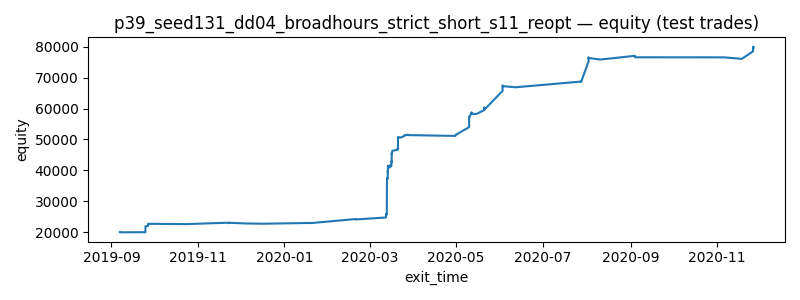 p39_seed131_dd04_broadhours_strict_short_s11_reopt — equity (test trades)
80000
70000
60000
50000
40000
30000
20000
equity
2019-09 2019-11 2020-01 2020-03 2020-05 2020-07 2020-09 2020-11
exit_time